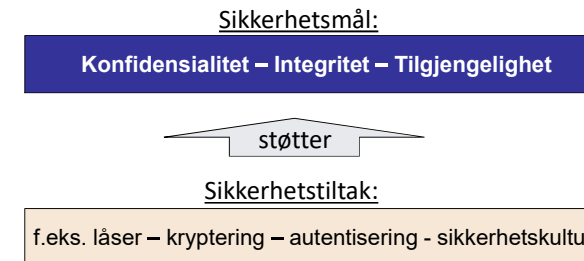 Sikkerhetsmål:
Konfidensialitet – Integritet – Tilgjengelighet
støtter
Sikkerhetstiltak:
f.eks. låser – kryptering – autentisering - sikkerhetskultu